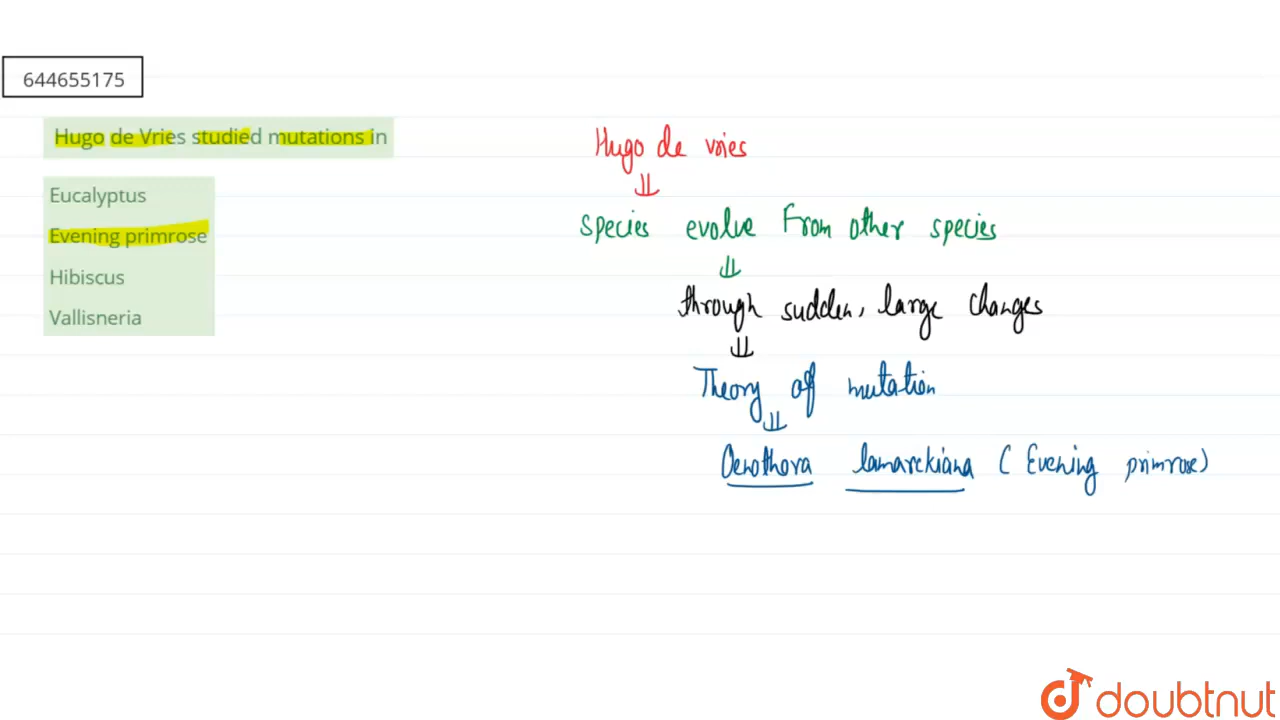 644655175
Hugo de Vries studied mutations in
Eucalyptus
Evening primrose
Hibiscus
Vallisneria
Hugo de vries
species evolve From other species
through sudden, large changes
Theory of mutation
Oenothora lamarckiana ( Evening primrose)
doubtnut